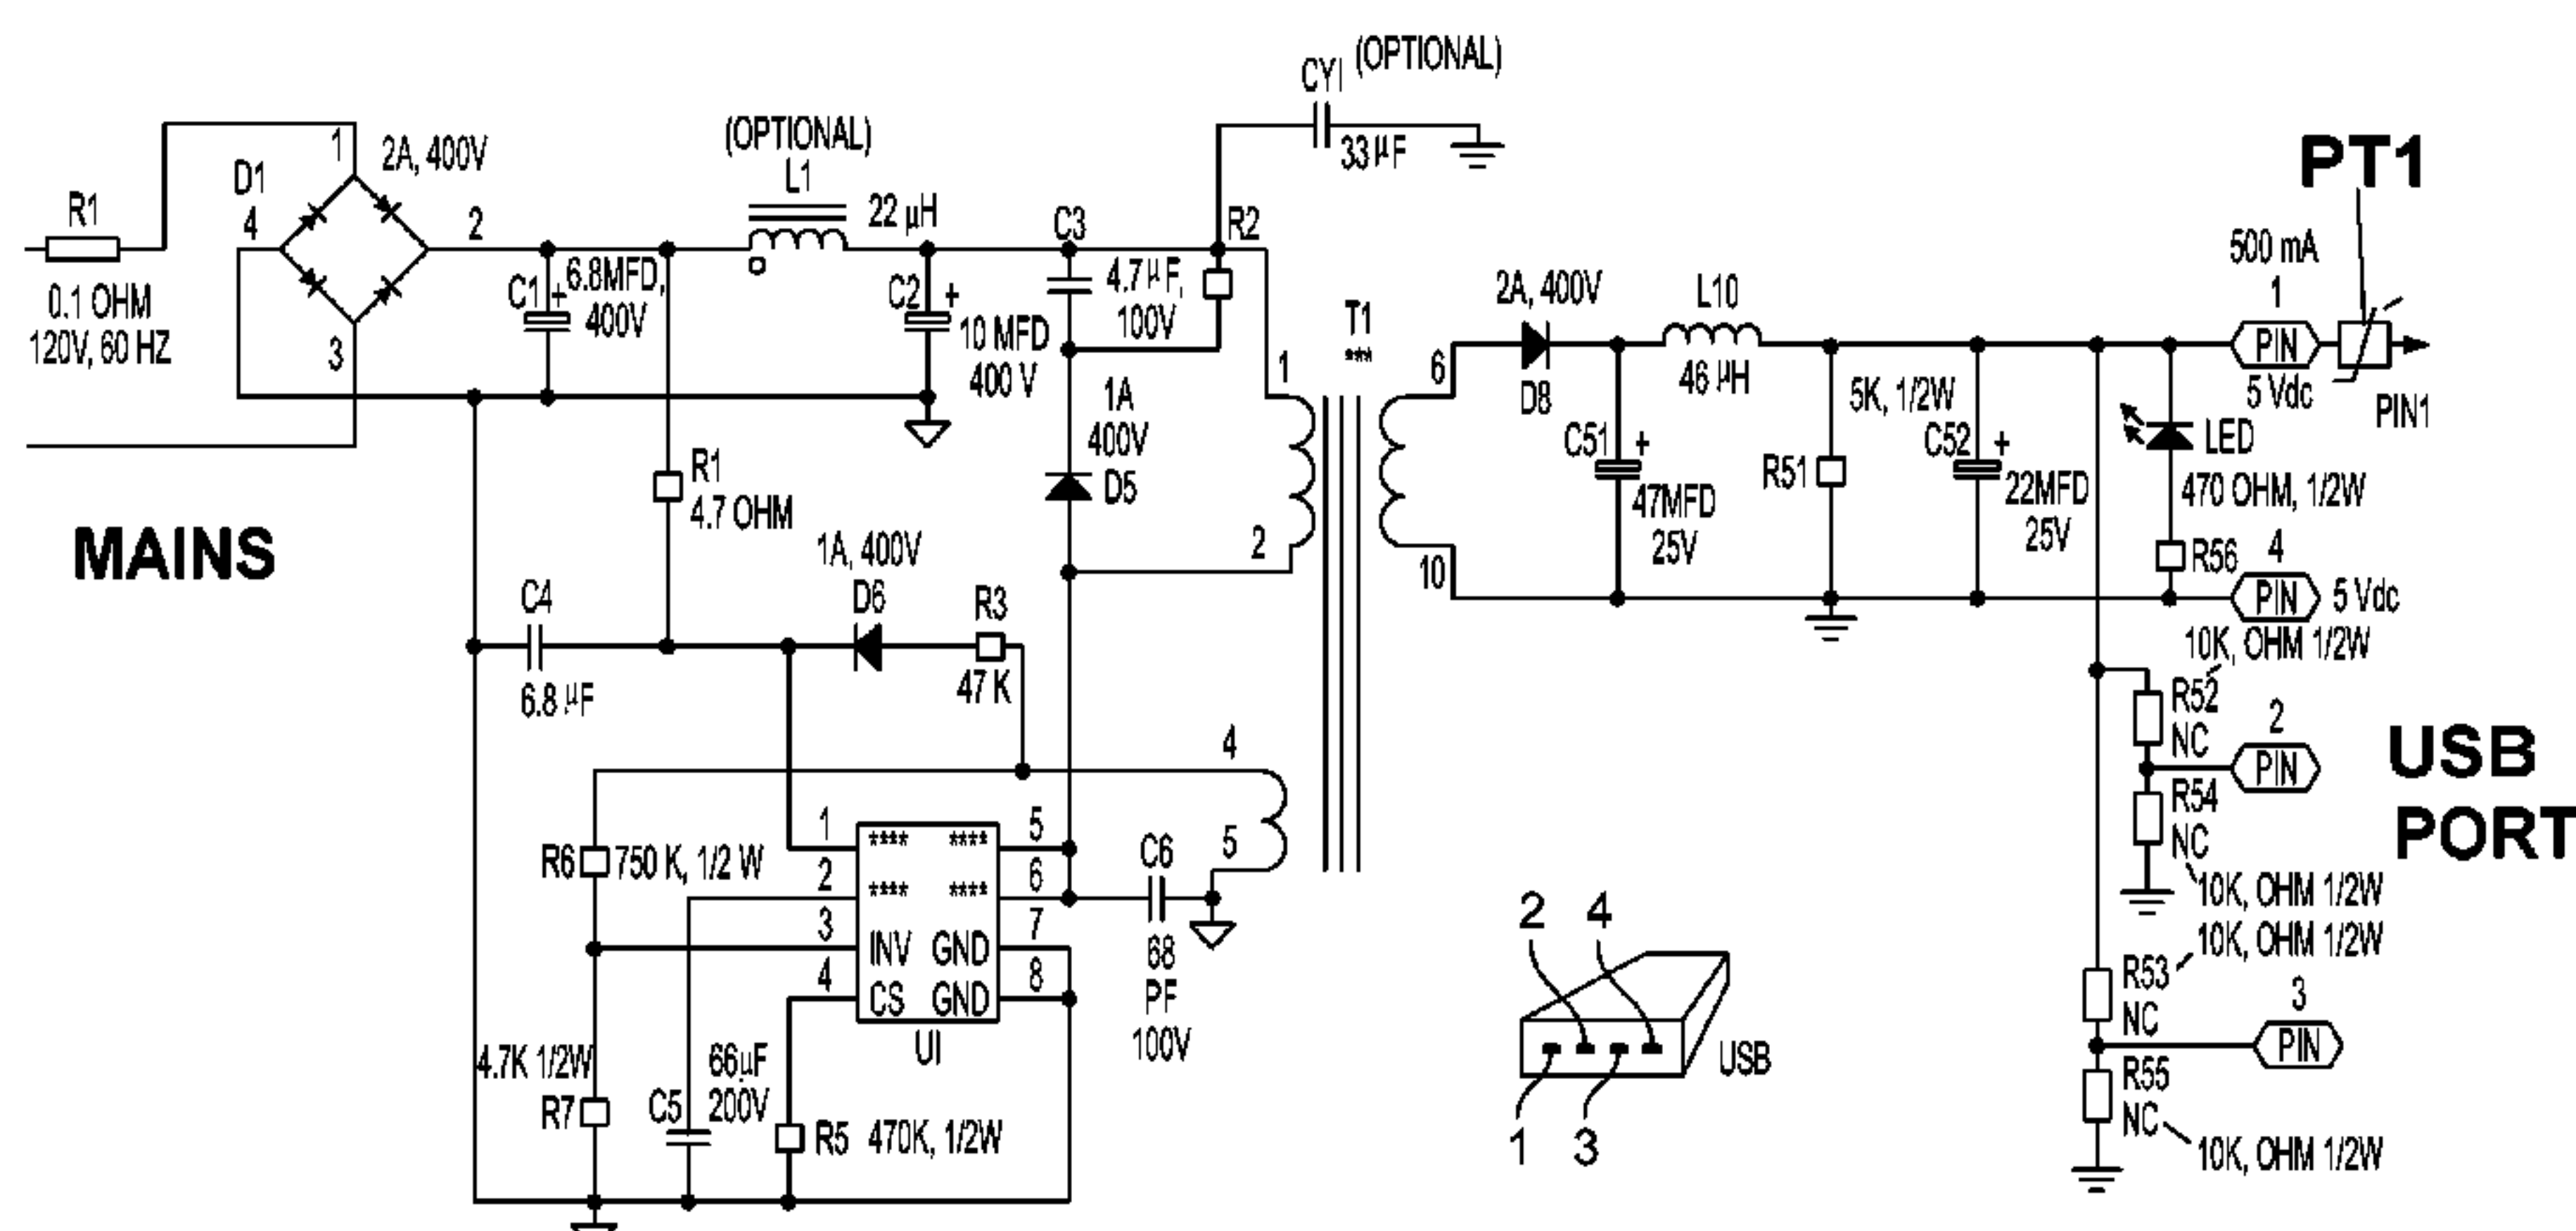 (OPTIONAL)
CYI
33 µF
PT1
(OPTIONAL)
L1
22 µH
1
2A, 400V
D1
4
2
3
R1
0.1 OHM
120V, 60 HZ
C1 +
6.8MFD,
400V
C2 +
10 MFD
400 V
C3
4.7µF,
100V
R2
1A
400V
D5
R1
4.7 OHM
MAINS
T1
***
1
2
6
10
2A, 400V
D8
L10
46 µH
C51 +
47MFD
25V
5K, 1/2W
R51
C52 +
22MFD
25V
500 mA
1
PIN
5 Vdc
PIN1
LED
470 OHM, 1/2W
R56
4
PIN
5 Vdc
10K, OHM 1/2W
R52
NC
2
PIN
R54
NC
10K, OHM 1/2W
10K, OHM 1/2W
R53
NC
3
PIN
R55
NC
10K, OHM 1/2W
USB
PORT
C4
6.8 µF
1A, 400V
D6
R3
47 K
4
5
R6
750 K, 1/2 W
1 **** **** 5
2 **** **** 6
3 INV GND 7
4 CS GND 8
UI
C6
68
PF
100V
4.7K 1/2W
R7
C5
66µF
200V
R5 470K, 1/2W
2 4
1 3
USB